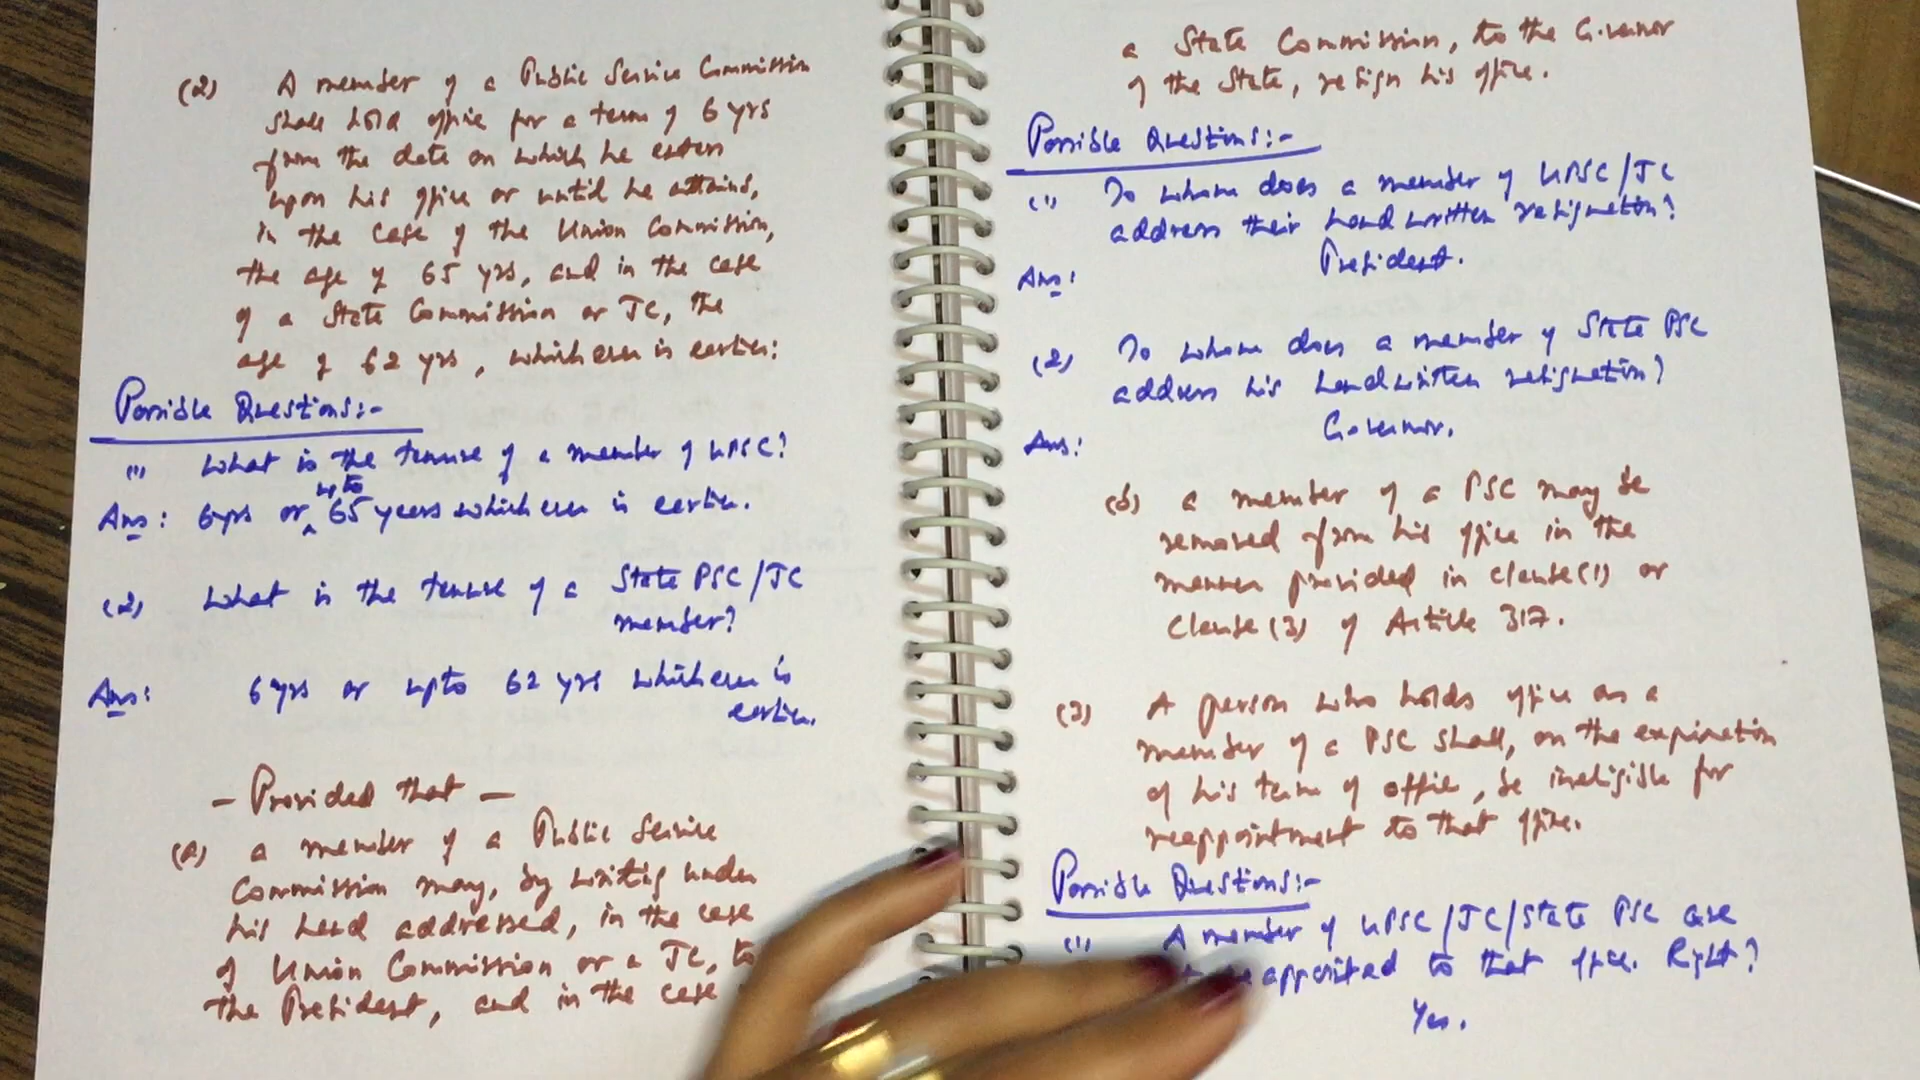 (2) A member of a Public Service Commission
shall hold office for a term of 6 yrs
from the date on which he enters
upon his office or until he attains,
in the case of the Union Commission,
the age of 65 yrs, and in the case
of a State Commission or JC, the
age of 62 yrs, whichever is earlier:
Possible Questions:-
(1) What is the tenure of a member of UPSC?
Ans: 6yrs or upto 65 years whichever is earlier.
(2) What is the tenure of a State PSC/JC
member?
Ans: 6 yrs or upto 62 yrs whichever is
earlier.
- Provided that -
(a) a member of a Public Service
Commission may, by writing under
his hand addressed, in the case
of Union Commission or a JC, to
the President, and in the case
a State Commission, to the Governor
of the State, resign his office.
Possible Questions:-
(1) To whom does a member of UPSC/JC
address their hand written resignation?
Ans: President.
(2) To whom does a member of State PSC
address his handwritten resignation?
Ans: Governor.
(b) a member of a PSC may be
removed from his office in the
manner provided in clause(1) or
clause(3) of Article 317.
(3) A person who holds office as a
member of a PSC shall, on the expiration
of his term of office, be ineligible for
reappointment to that office.
Possible Questions:-
(1) A member of UPSC/JC/State PSC are
reappointed to that office. Right?
Yes.